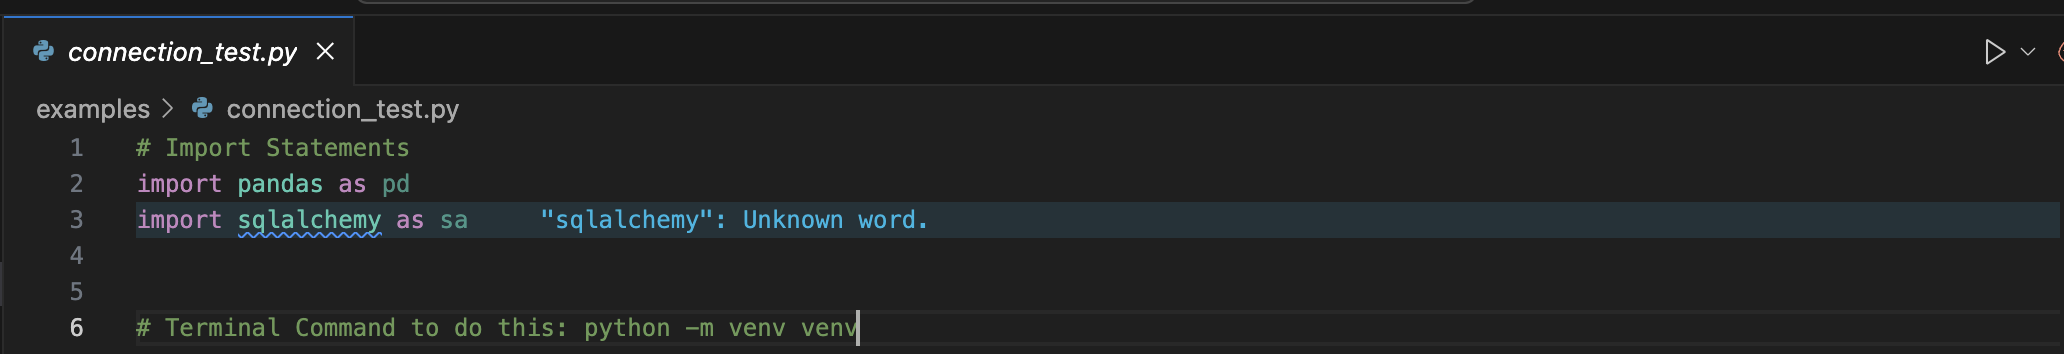 connection_test.py
examples > connection_test.py
1 # Import Statements
2 import pandas as pd
3 import sqlalchemy as sa "sqlalchemy": Unknown word.
4
5
6 # Terminal Command to do this: python -m venv venv